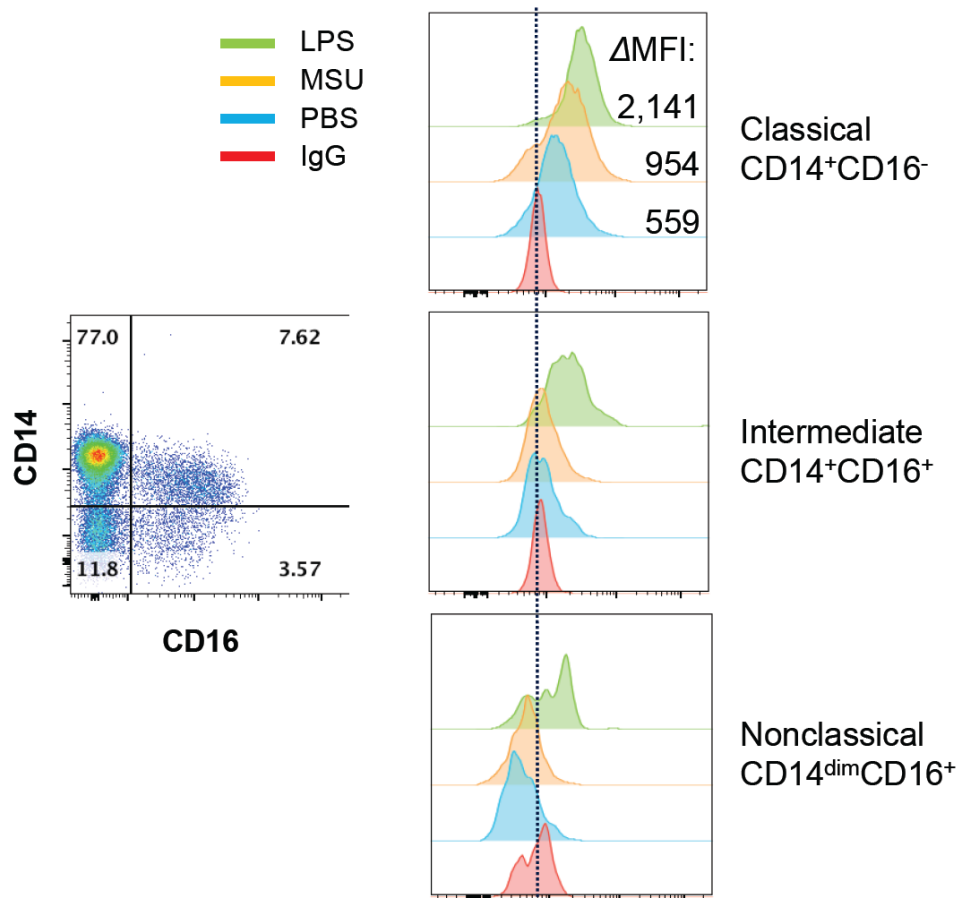 LPS
MSU
PBS
IgG
ΔMFI:
2,141
954
559
Classical
CD14⁺CD16⁻
77.0
7.62
CD14
11.8
3.57
CD16
Intermediate
CD14⁺CD16⁺
Nonclassical
CD14ᵈⁱᵐCD16⁺